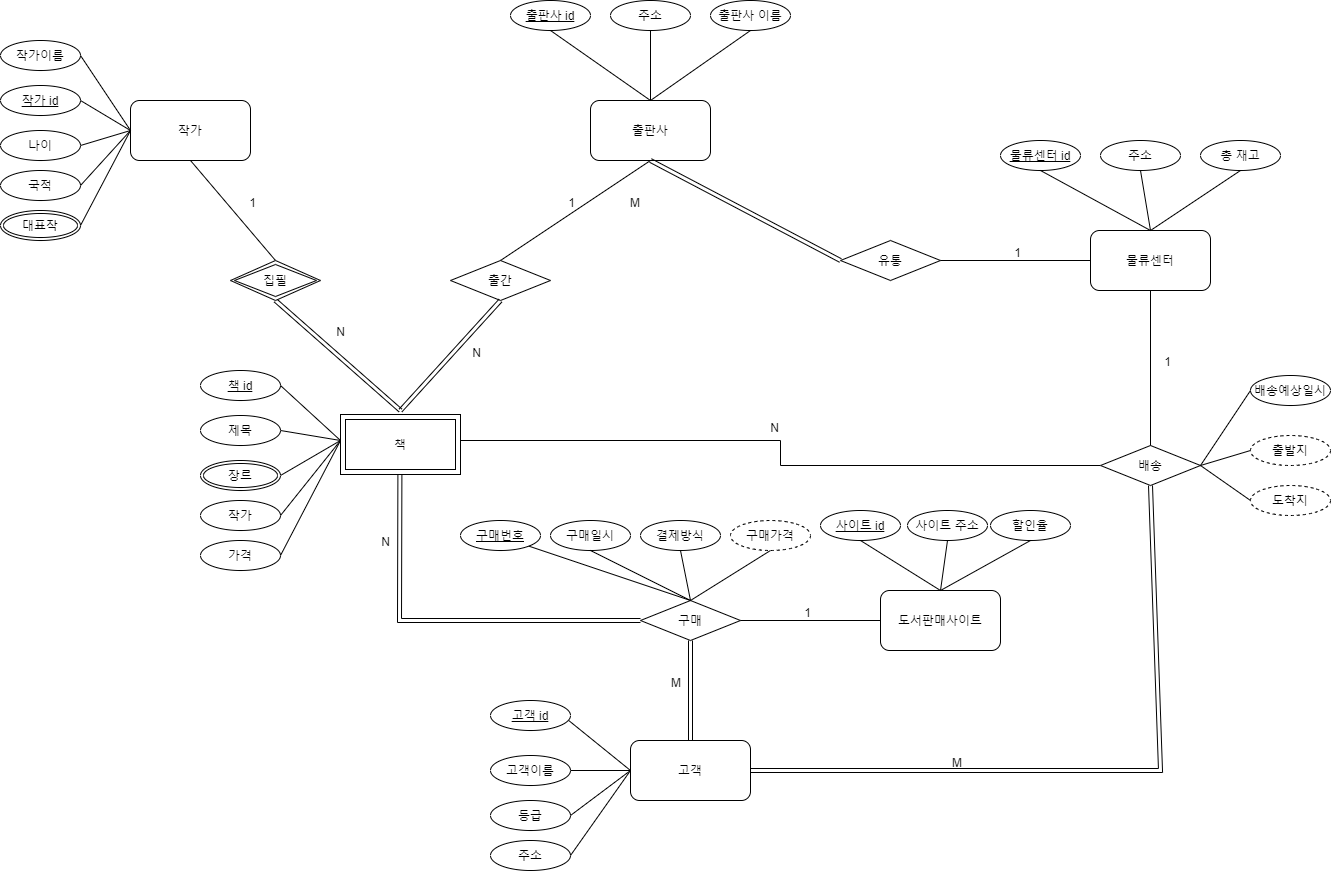 출판사 id
주소
출판사 이름
작가이름
작가 id
나이
국적
대표작
작가
출판사
물류센터 id
주소
총 재고
물류센터
1
1
M
1
집필
출간
유통
N
N
1
책 id
제목
장르
작가
가격
책
N
배송
배송예상일시
출발지
도착지
N
구매번호
구매일시
결제방식
구매가격
사이트 id
사이트 주소
할인율
구매
1
도서판매사이트
M
고객 id
고객이름
등급
주소
고객
M